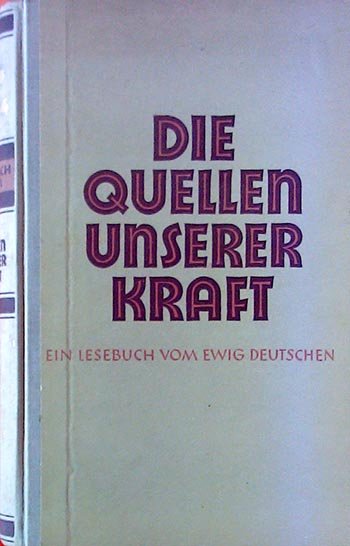 DIE
QUELLEN
UNSERER
KRAFT
EIN LESEBUCH VOM EWIG DEUTSCHEN